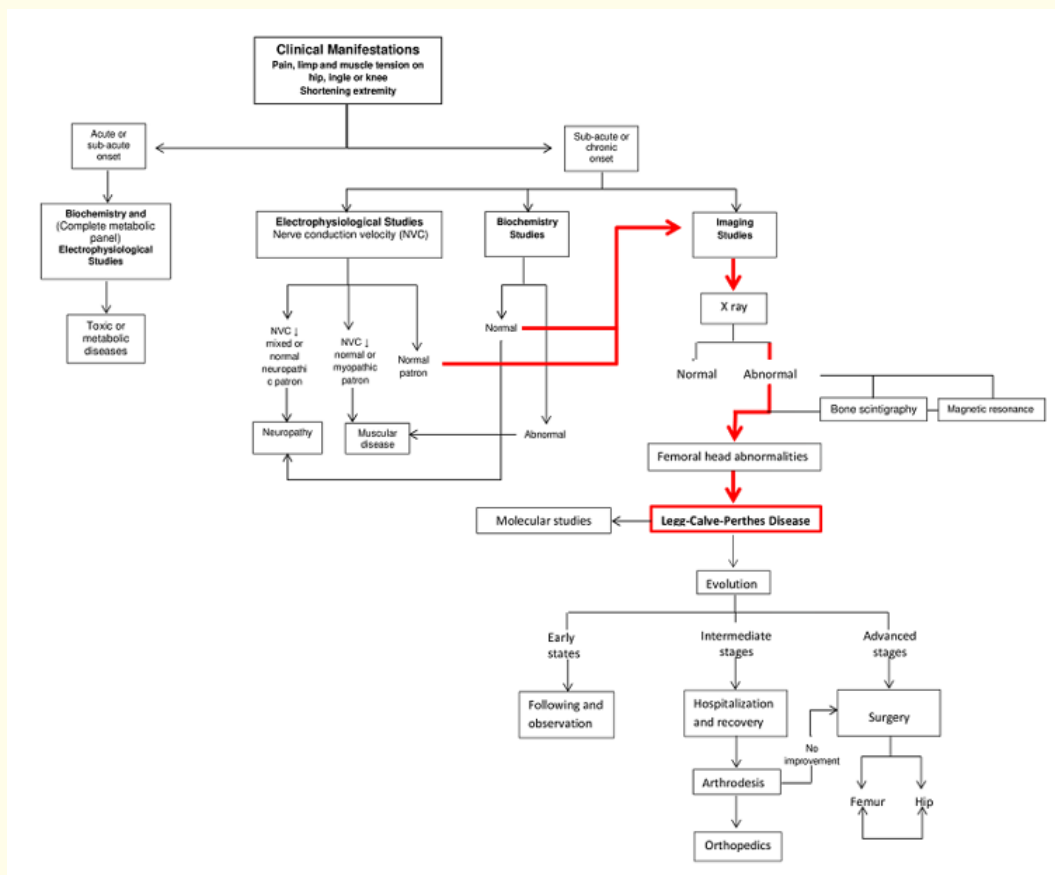 Clinical Manifestations
Pain, limp and muscle tension on
hip, ingle or knee
Shortening extremity
Acute or
sub-acute
onset
Sub-acute or
chronic
onset
Biochemistry and
(Complete metabolic
panel)
Electrophysiological
Studies
Electrophysiological Studies
Nerve conduction velocity (NVC)
Biochemistry
Studies
Imaging
Studies
X ray
Toxic or
metabolic
diseases
NVC ↓
mixed or
normal
neuropathi
c patron
NVC ↓
normal or
myopathic
patron
Normal
patron
Normal
Normal
Abnormal
Bone scintigraphy
Magnetic resonance
Neuropathy
Muscular
disease
Abnormal
Femoral head abnormalities
Molecular studies
Legg-Calve-Perthes Disease
Evolution
Early
states
Intermediate
stages
Advanced
stages
Following and
observation
Hospitalization
and recovery
Surgery
No
improvement
Arthrodesis
Femur
Hip
Orthopedics